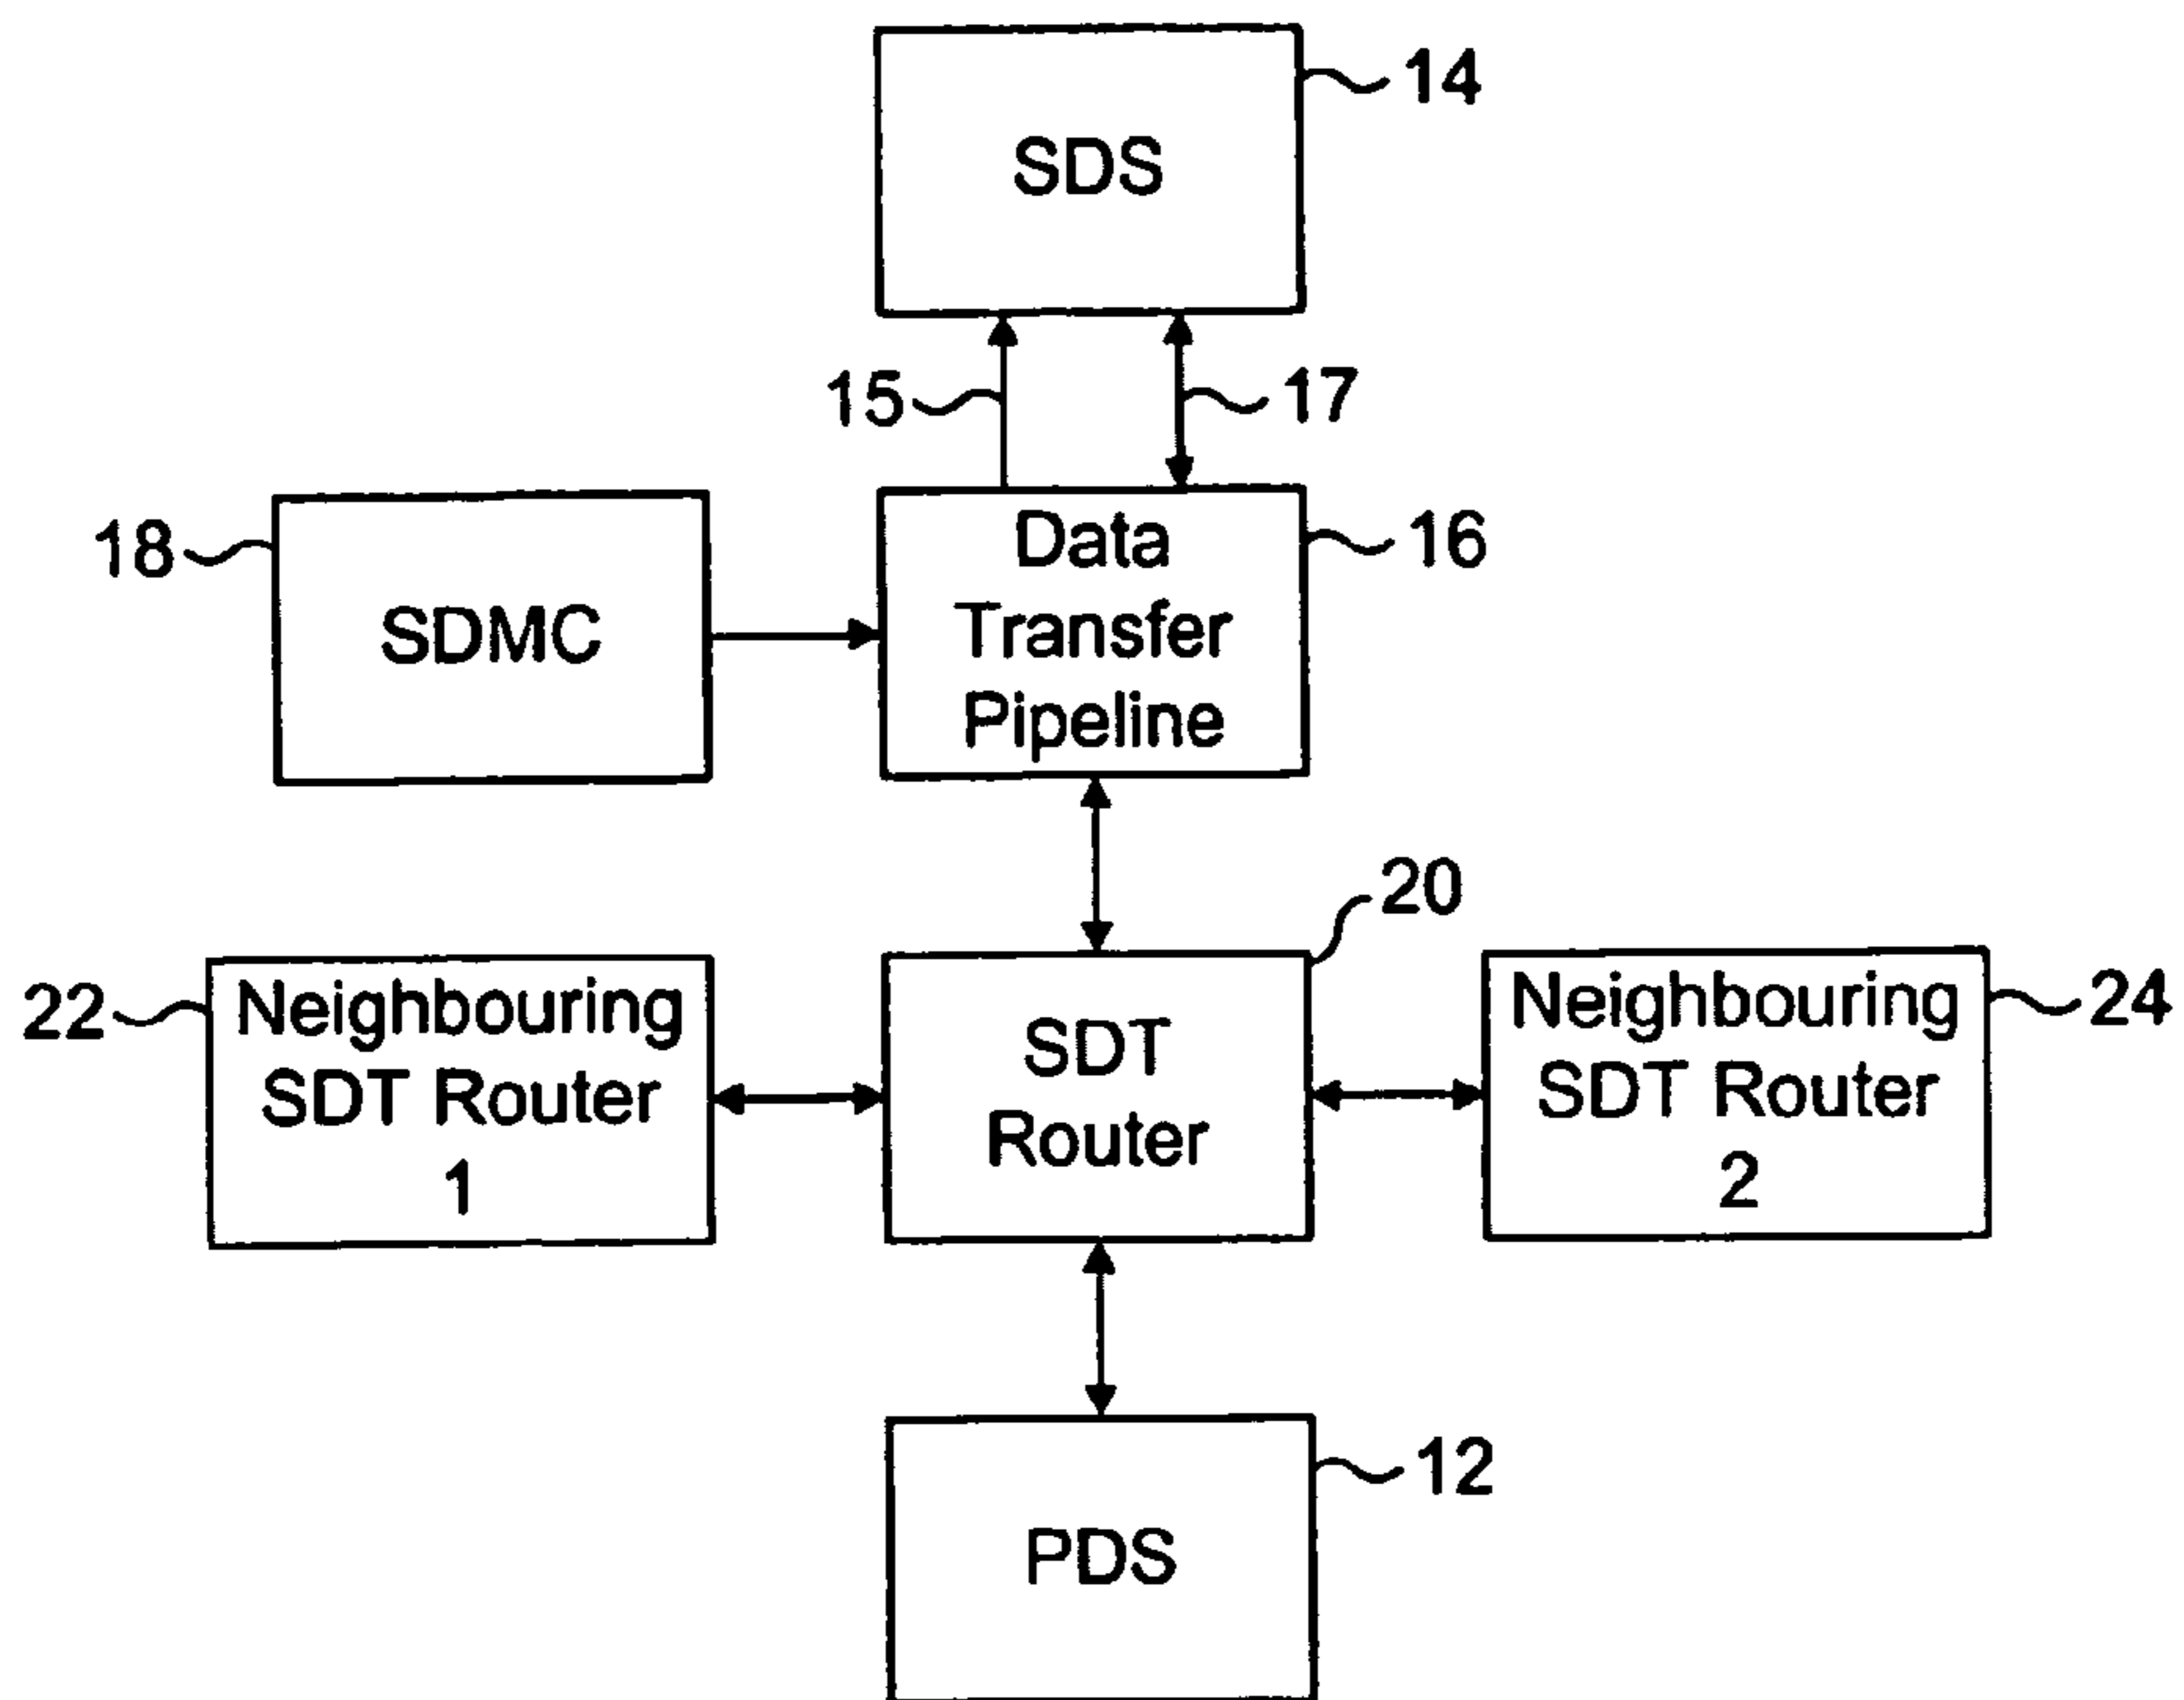 14
SDS
15
17
18
SDMC
Data
Transfer
Pipeline
16
20
22
Neighbouring
SDT Router
1
SDT
Router
Neighbouring
SDT Router
2
24
12
PDS